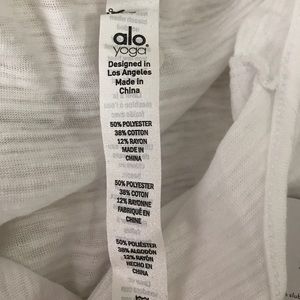 alo
yoga®
Designed in
Los Angeles
Made in
China
50% POLYESTER
38% COTTON
12% RAYON
MADE IN
CHINA
50% POLYESTER
38% COTON
12% RAYONNE
FABRIQUÉ EN
CHINE
50% POLIÉSTER
38% ALGODÓN
12% RAYÓN
HECHO EN
CHINA